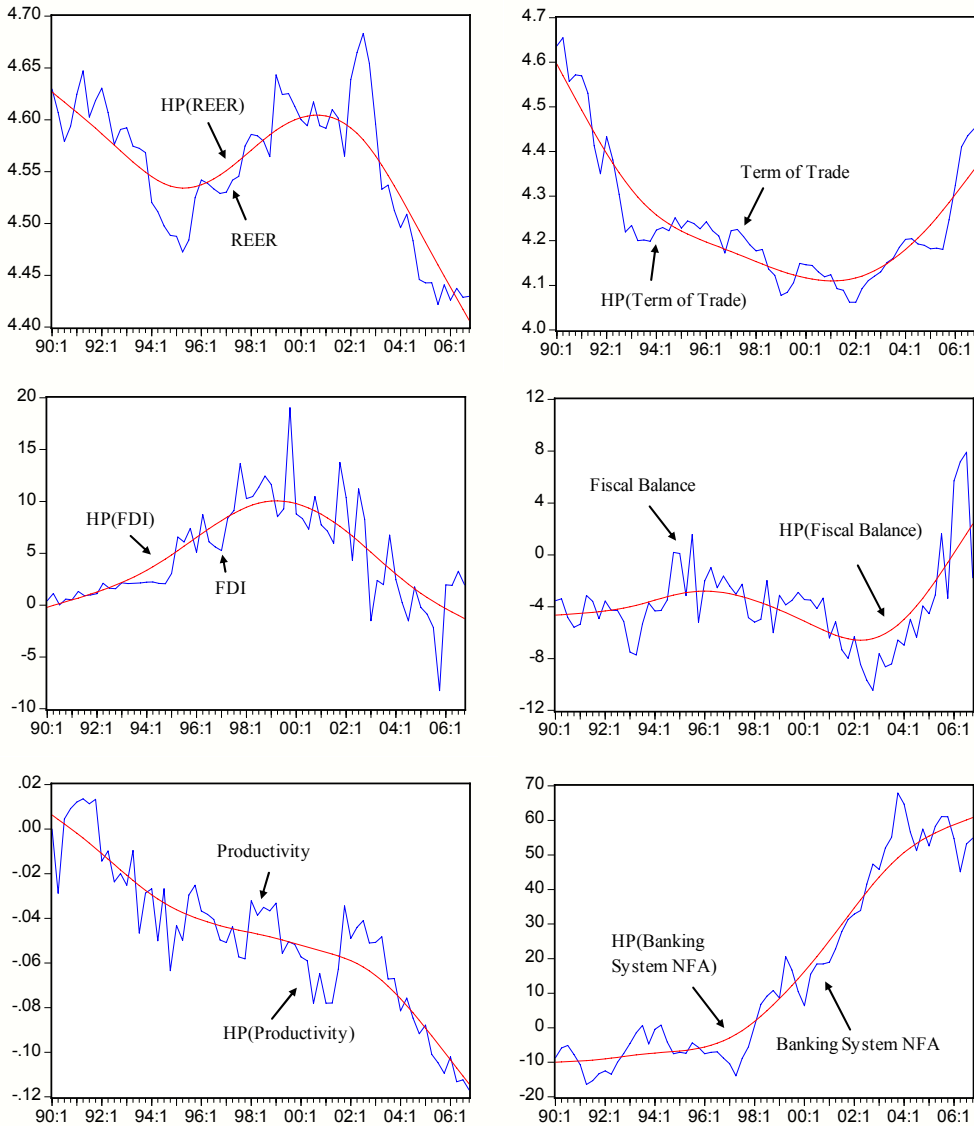 4.70
4.65
4.60
4.55
4.50
4.45
4.40
HP(REER)
REER
90:1 92:1 94:1 96:1 98:1 00:1 02:1 04:1 06:1
4.7
4.6
4.5
4.4
4.3
4.2
4.1
4.0
Term of Trade
HP(Term of Trade)
90:1 92:1 94:1 96:1 98:1 00:1 02:1 04:1 06:1
20
15
10
5
0
-5
-10
HP(FDI)
FDI
90:1 92:1 94:1 96:1 98:1 00:1 02:1 04:1 06:1
12
8
4
0
-4
-8
-12
Fiscal Balance
HP(Fiscal Balance)
90:1 92:1 94:1 96:1 98:1 00:1 02:1 04:1 06:1
.02
.00
-.02
-.04
-.06
-.08
-.10
-.12
Productivity
HP(Productivity)
90:1 92:1 94:1 96:1 98:1 00:1 02:1 04:1 06:1
70
60
50
40
30
20
10
0
-10
-20
HP(Banking
System NFA)
Banking System NFA
90:1 92:1 94:1 96:1 98:1 00:1 02:1 04:1 06:1